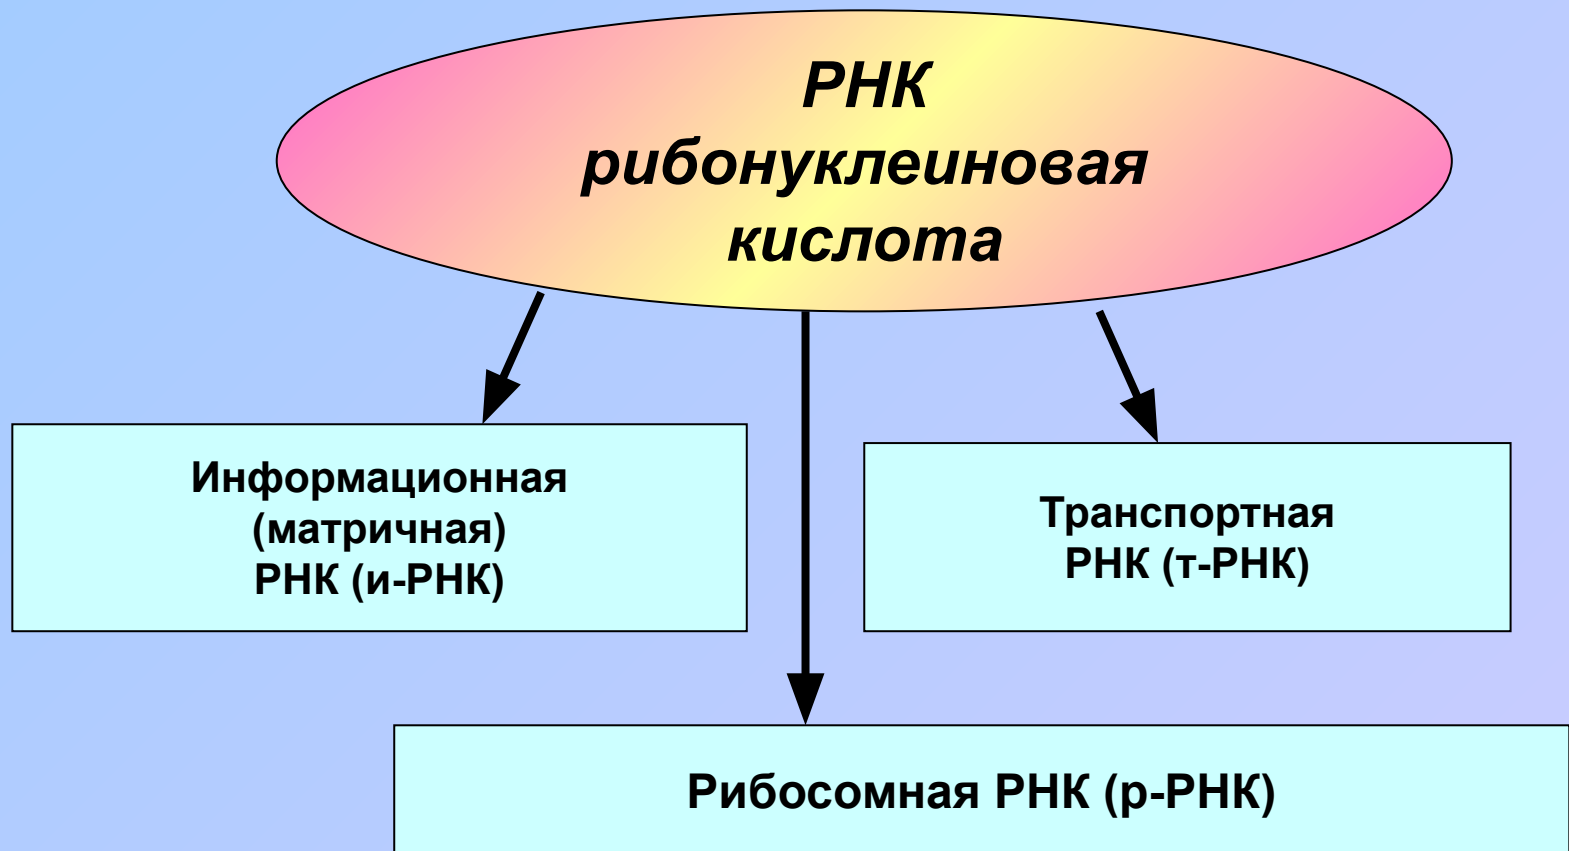 РНК
рибонуклеиновая
кислота
Информационная
(матричная)
РНК (и-РНК)
Транспортная
РНК (т-РНК)
Рибосомная РНК (р-РНК)